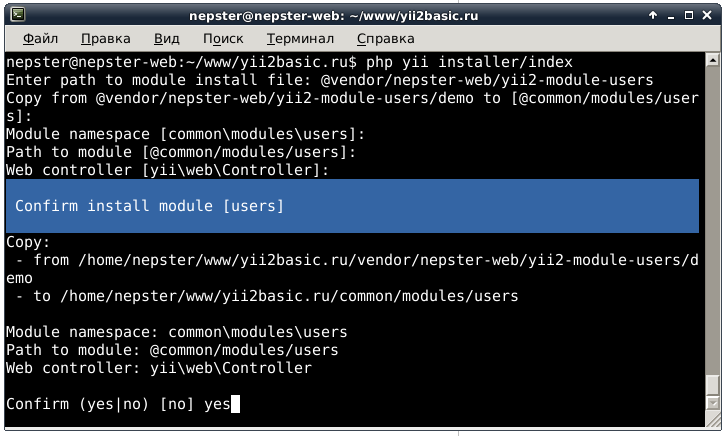 nepster@nepster-web: ~/www/yii2basic.ru
Файл Правка Вид Поиск Терминал Справка
nepster@nepster-web:~/www/yii2basic.ru$ php yii installer/index
Enter path to module install file: @vendor/nepster-web/yii2-module-users
Copy from @vendor/nepster-web/yii2-module-users/demo to [@common/modules/user
s]:
Module namespace [common\modules\users]:
Path to module [@common/modules/users]:
Web controller [yii\web\Controller]:
Confirm install module [users]
Copy:
- from /home/nepster/www/yii2basic.ru/vendor/nepster-web/yii2-module-users/d
emo
- to /home/nepster/www/yii2basic.ru/common/modules/users
Module namespace: common\modules\users
Path to module: @common/modules/users
Web controller: yii\web\Controller
Confirm (yes|no) [no] yes